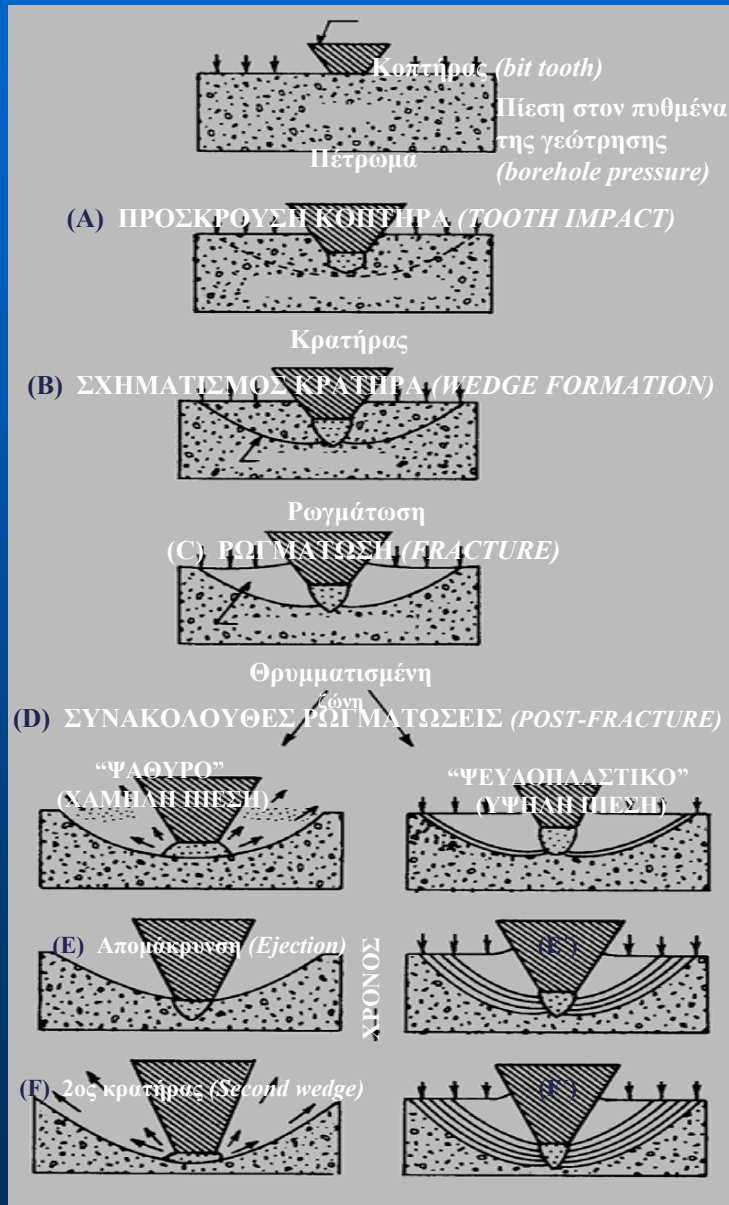 Κοπτήρας (bit tooth)
Πίεση στον πυθμένα
της γεώτρησης
(borehole pressure)
Πέτρωμα
(A) ΠΡΟΣΚΡΟΥΣΗ ΚΟΠΤΗΡΑ (TOOTH IMPACT)
Κρατήρας
(B) ΣΧΗΜΑΤΙΣΜΟΣ ΚΡΑΤΗΡΑ (WEDGE FORMATION)
Ρωγμάτωση
(C) ΡΩΓΜΑΤΩΣΗ (FRACTURE)
Θρυμματισμένη
ζώνη
(D) ΣΥΝΑΚΟΛΟΥΘΕΣ ΡΩΓΜΑΤΩΣΕΙΣ (POST-FRACTURE)
“ΨΑΘΥΡΟ”
(ΧΑΜΗΛΗ ΠΙΕΣΗ)
“ΨΕΥΔΟΠΛΑΣΤΙΚΟ”
(ΥΨΗΛΗ ΠΙΕΣΗ)
(E) Απομάκρυνση (Ejection)
ΧΡΟΝΟΣ
(E')
(F) 2ος κρατήρας (Second wedge)
(F')